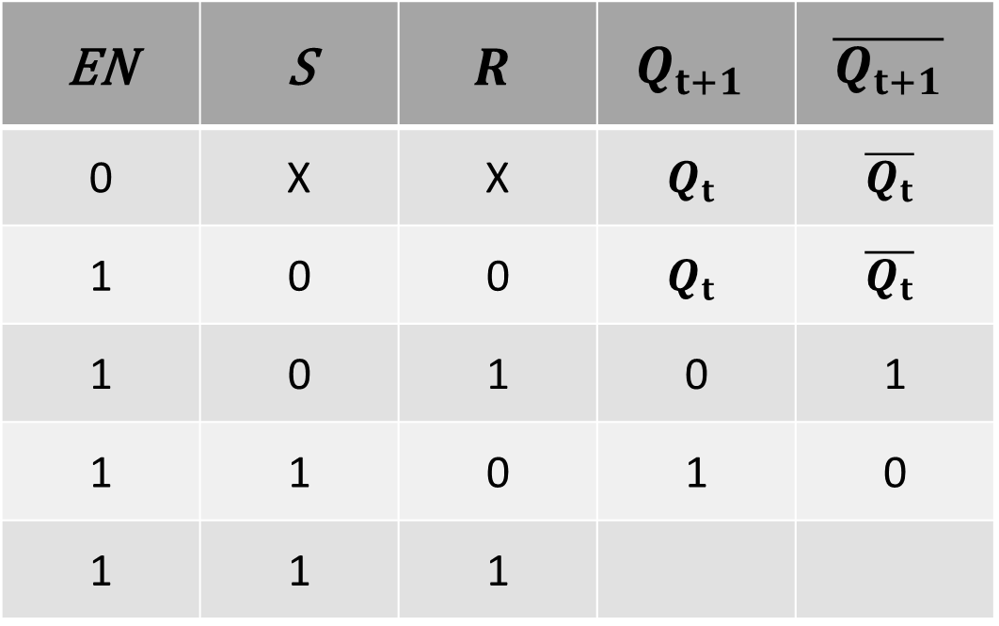 EN S R Q_{t+1} \overline{Q_{t+1}}
0 X X Q_t \overline{Q_t}
1 0 0 Q_t \overline{Q_t}
1 0 1 0 1
1 1 0 1 0
1 1 1